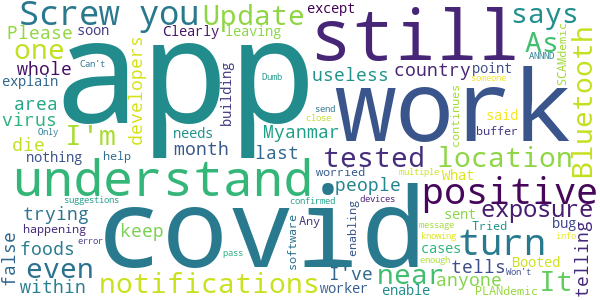 Screw you
Update
except
says
Clearly
soon
leaving
Please
one
As
whole
explain
app
still
work
useless
country
point
Bluetooth
SCAMdemic
ANNND
Can't
Dumb
someone
developers
building
area
virus
I'm
needs
Myanmar
said
buffer
continues
send
close
Only
die
nothing
help
month
last
tested
location
What
multiple
understand
worried
people
positive
suggestions
confirmed
devices
trying
happening
covid
Any
sent
exposure
Tried
bug
telling
message
knowing
info
foods
keep
software
enabling
turn
cases
enough
false
even
error
near
tells
anyone
Booted
It
within
notifications
pass
I've
worker
enable
PLANdemic
Won't